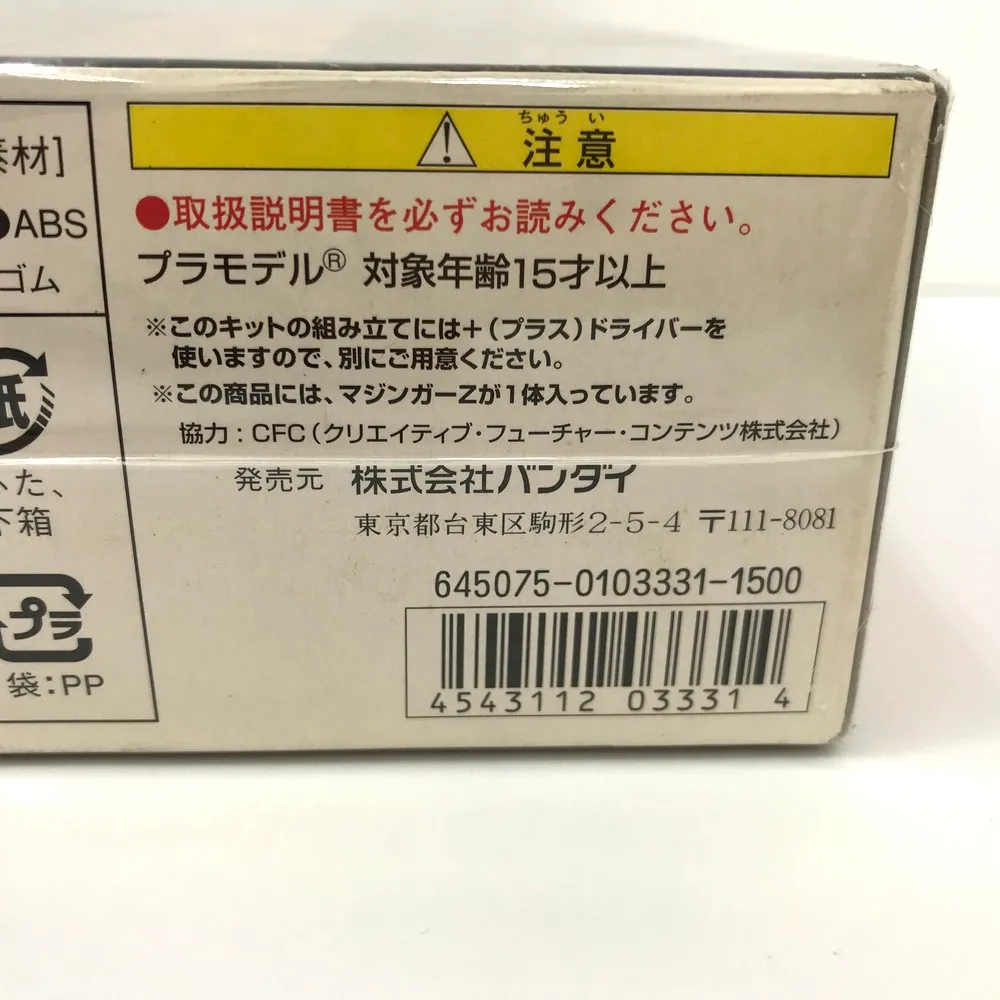 素材]
●ABS
ゴム
紙
ふた、
下箱
プラ
袋:PP
ちゅう い
注意
●取扱説明書を必ずお読みください。
プラモデル® 対象年齢15才以上
※このキットの組み立てには+(プラス)ドライバーを
使いますので、別にご用意ください。
※この商品には、マジンガーZが1体入っています。
協力:CFC(クリエイティブ・フューチャー・コンテンツ株式会社)
発売元 株式会社バンダイ
東京都台東区駒形2-5-4 〒111-8081
645075-0103331-1500
4543112 033314